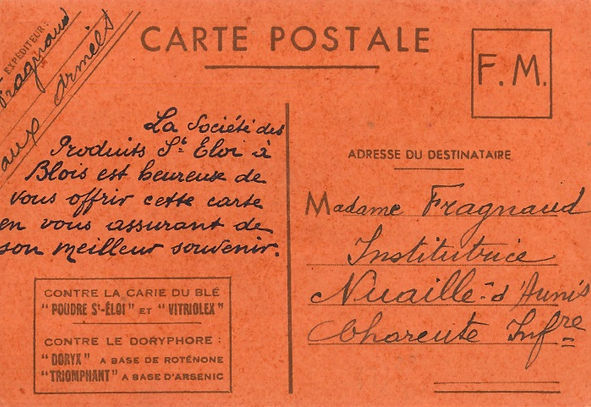 EXPÉDITEUR:
Fragnaud
aux Armées
CARTE POSTALE
F.M.
La Société des
Produits St Eloi à
Blois est heureuse de
vous offrir cette carte
en vous assurant de
son meilleur souvenir.
CONTRE LA CARIE DU BLÉ
"POUDRE St-ÉLOI" ET "VITRIOLEX"
CONTRE LE DORYPHORE :
"DORYX" A BASE DE ROTÉNONE
"TRIOMPHANT" A BASE D'ARSENIC
ADRESSE DU DESTINATAIRE
Madame Fragnaud
Institutrice
Nuaillé-d'Aunis
Charente Infre